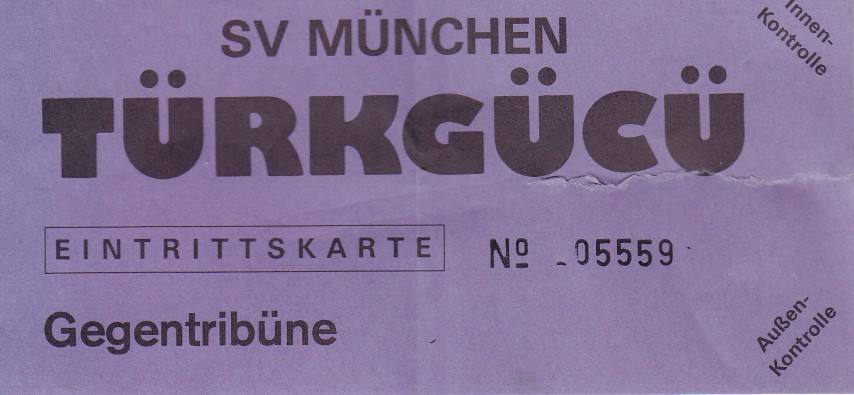 SV MÜNCHEN
TÜRKGÜCÜ
EINTRITTSKARTE
Nº 05559
Gegentribüne
Innen-
Kontrolle
Außen-
Kontrolle